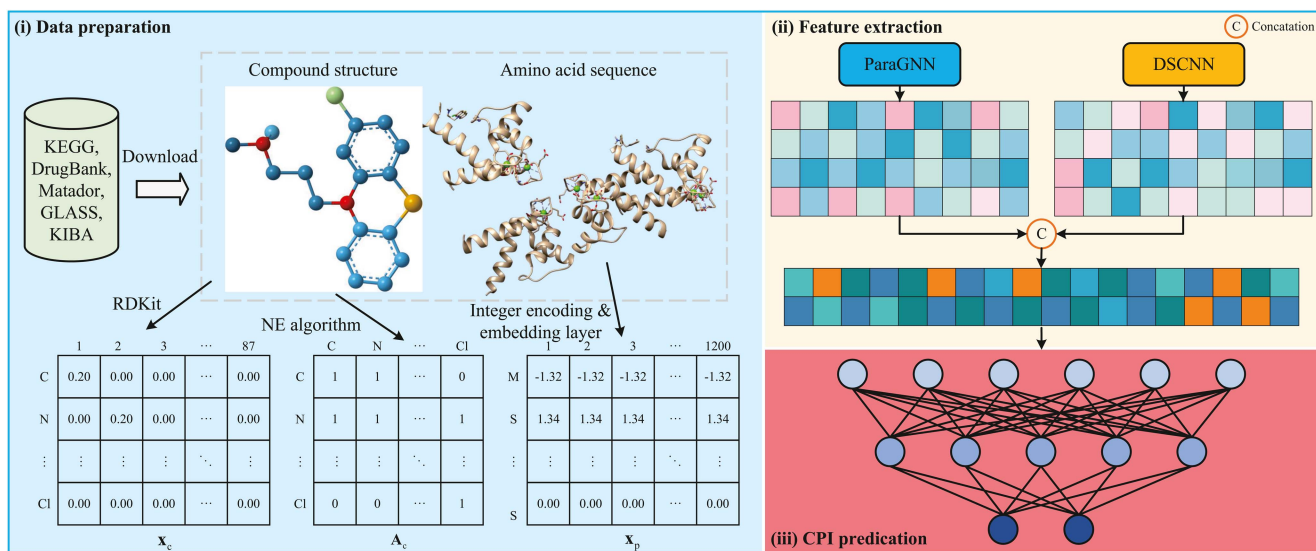 (i) Data preparation
Compound structure
Amino acid sequence
KEGG,
DrugBank,
Matador,
GLASS,
KIBA
Download
RDKit
NE algorithm
Integer encoding &
embedding layer
1 2 3 ... 87
C 0.20 0.00 0.00 ... 0.00
N 0.00 0.20 0.00 ... 0.00
⋮ ⋮ ⋮ ⋮ ⋱ ⋮
Cl 0.00 0.00 0.00 ... 0.00
X_c
C N ... Cl
C 1 1 ... 0
N 1 1 ... 1
⋮ ⋮ ⋮ ⋱ ⋮
Cl 0 0 ... 1
A_c
1 2 3 ... 1200
M -1.32 -1.32 -1.32 ... -1.32
S 1.34 1.34 1.34 ... 1.34
⋮ ⋮ ⋮ ⋮ ⋱ ⋮
S 0.00 0.00 0.00 ... 0.00
X_p
(ii) Feature extraction
C Concatation
ParaGNN
DSCNN
C
(iii) CPI predication